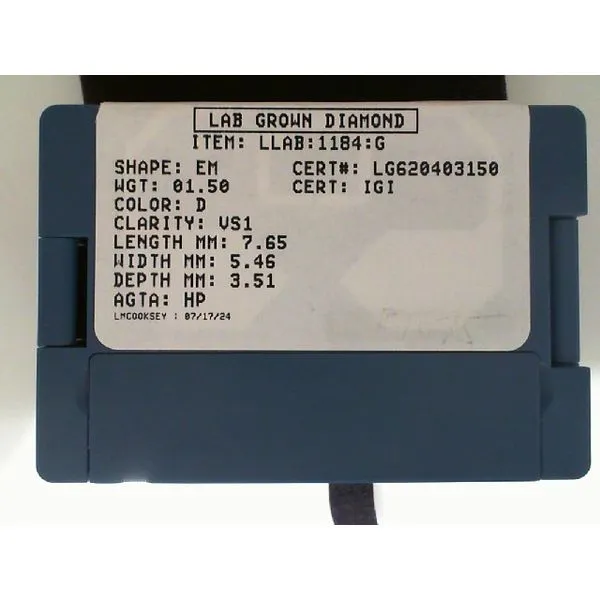 LAB GROWN DIAMOND
ITEM: LLAB:1184:G
SHAPE: EM CERT#: LG620403150
WGT: 01.50 CERT: IGI
COLOR: D
CLARITY: VS1
LENGTH MM: 7.65
WIDTH MM: 5.46
DEPTH MM: 3.51
AGTA: HP
LMCOOKSEY : 07/17/24